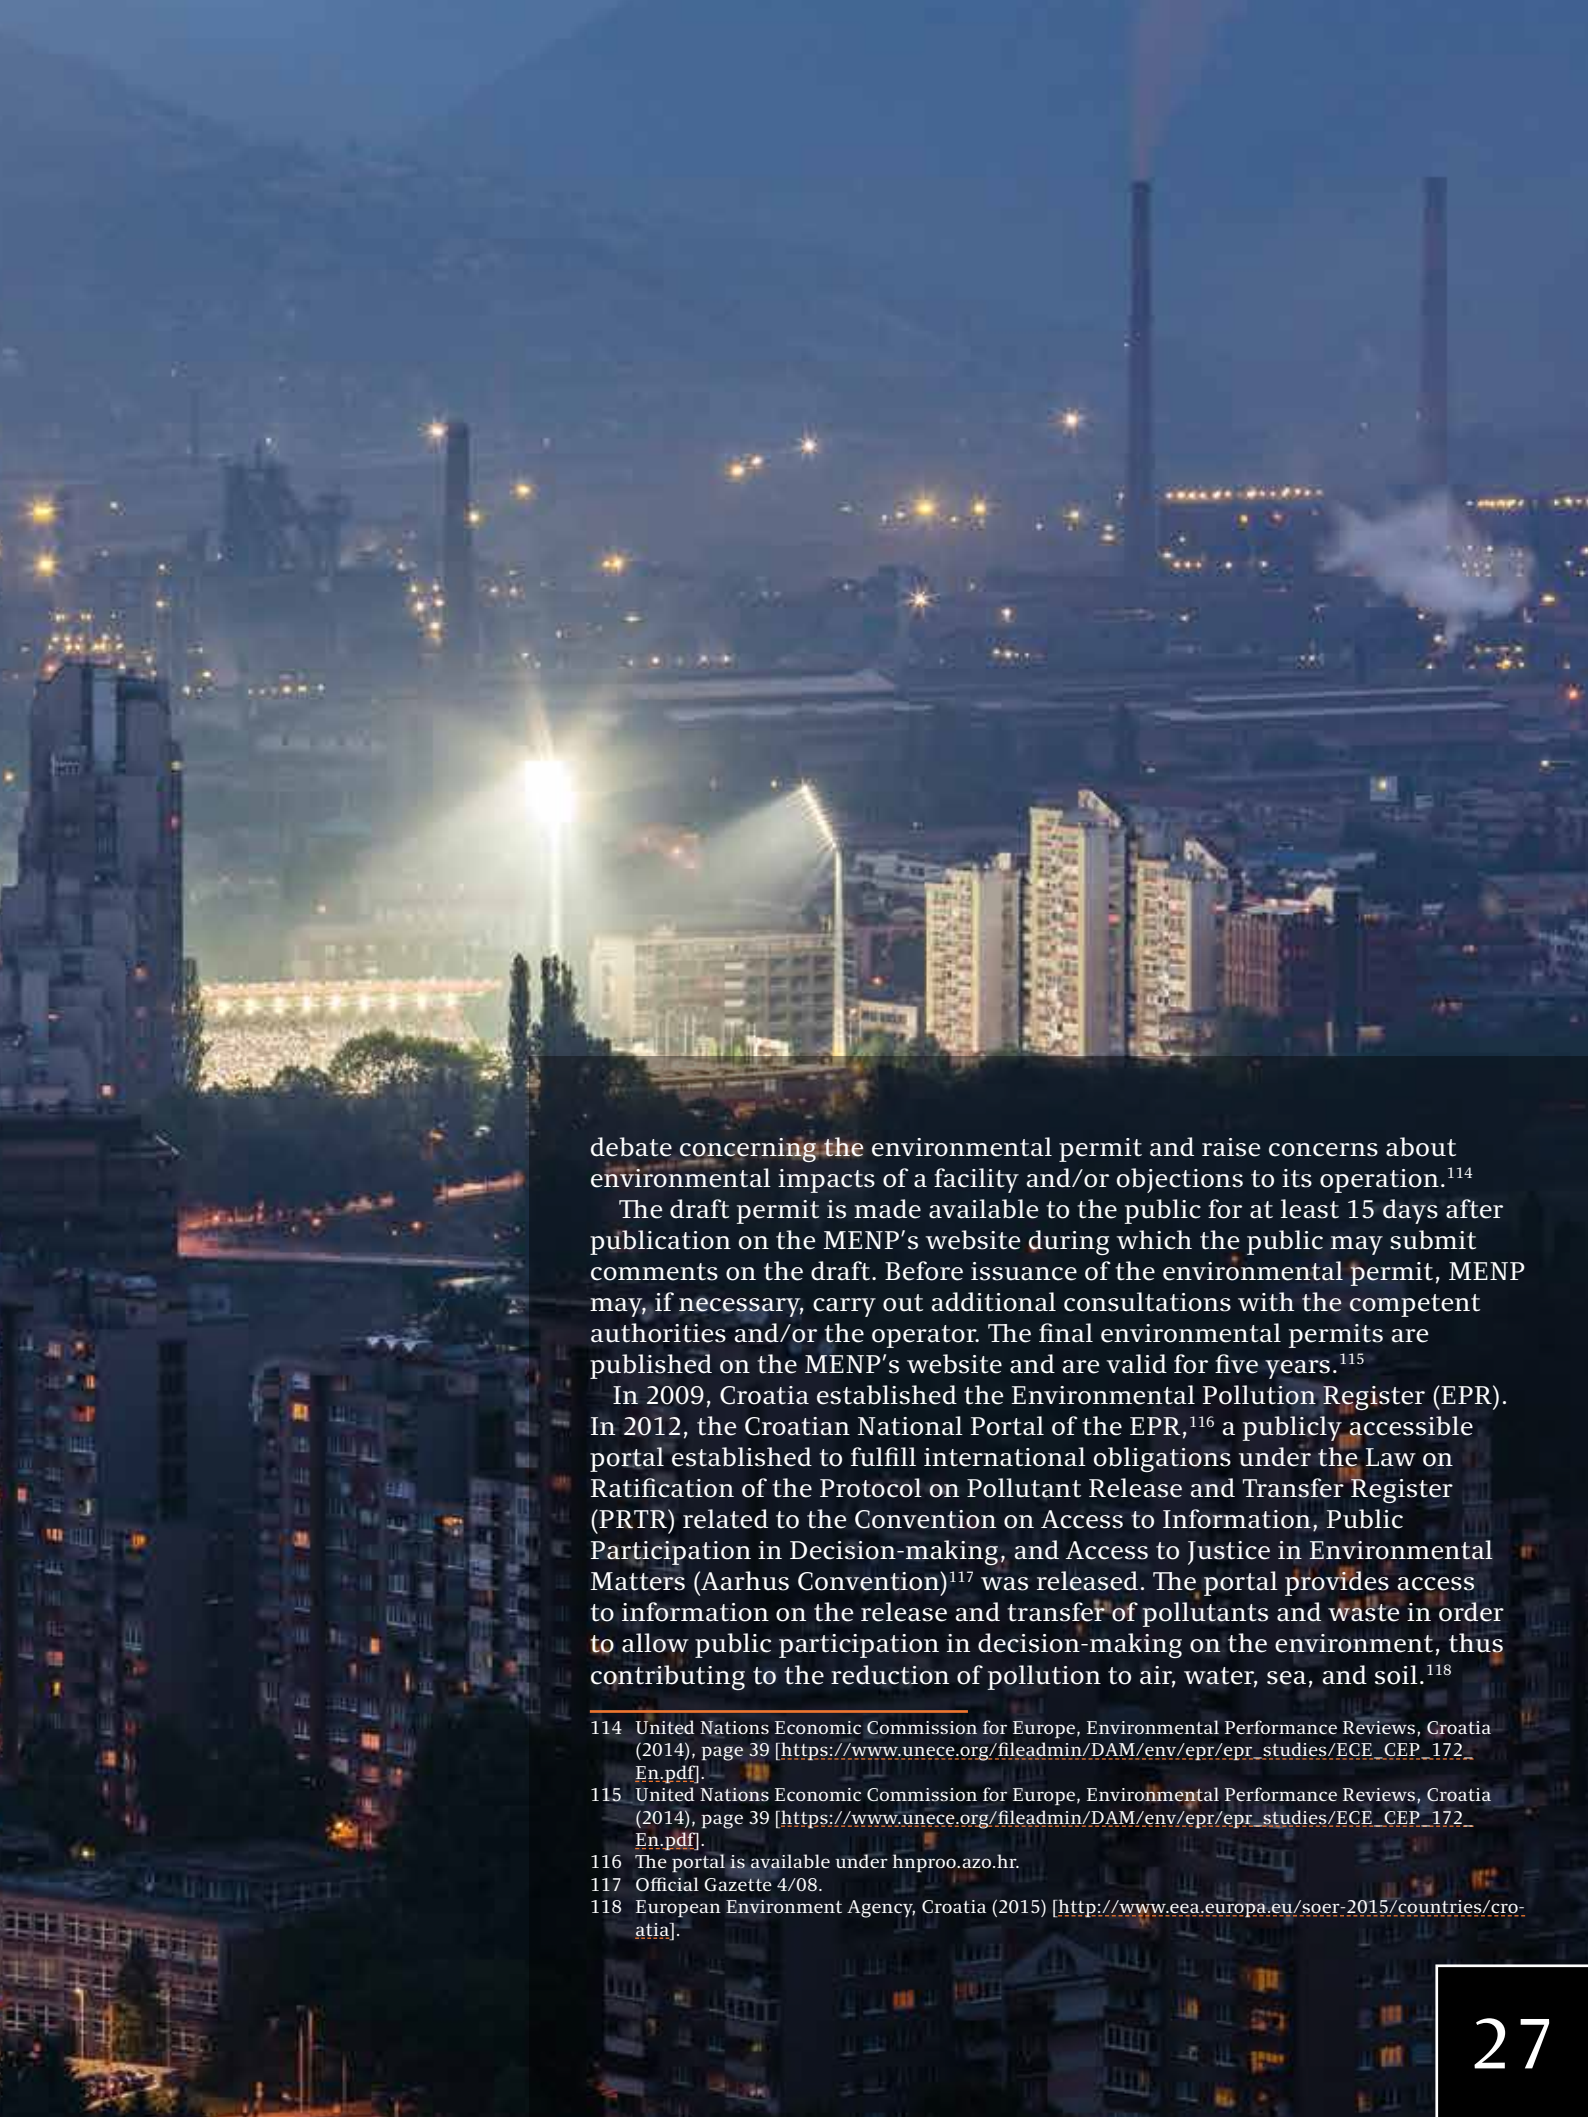 debate concerning the environmental permit and raise concerns about
environmental impacts of a facility and/or objections to its operation.114
The draft permit is made available to the public for at least 15 days after
publication on the MENP’s website during which the public may submit
comments on the draft. Before issuance of the environmental permit, MENP
may, if necessary, carry out additional consultations with the competent
authorities and/or the operator. The final environmental permits are
published on the MENP’s website and are valid for five years.115
In 2009, Croatia established the Environmental Pollution Register (EPR).
In 2012, the Croatian National Portal of the EPR,116 a publicly accessible
portal established to fulfill international obligations under the Law on
Ratification of the Protocol on Pollutant Release and Transfer Register
(PRTR) related to the Convention on Access to Information, Public
Participation in Decision-making, and Access to Justice in Environmental
Matters (Aarhus Convention)117 was released. The portal provides access
to information on the release and transfer of pollutants and waste in order
to allow public participation in decision-making on the environment, thus
contributing to the reduction of pollution to air, water, sea, and soil.118
114 United Nations Economic Commission for Europe, Environmental Performance Reviews, Croatia
(2014), page 39 [https://www.unece.org/fileadmin/DAM/env/epr/epr_studies/ECE_CEP_172_
En.pdf].
115 United Nations Economic Commission for Europe, Environmental Performance Reviews, Croatia
(2014), page 39 [https://www.unece.org/fileadmin/DAM/env/epr/epr_studies/ECE_CEP_172_
En.pdf].
116 The portal is available under hnproo.azo.hr.
117 Official Gazette 4/08.
118 European Environment Agency, Croatia (2015) [http://www.eea.europa.eu/soer-2015/countries/cro-
atia].
27